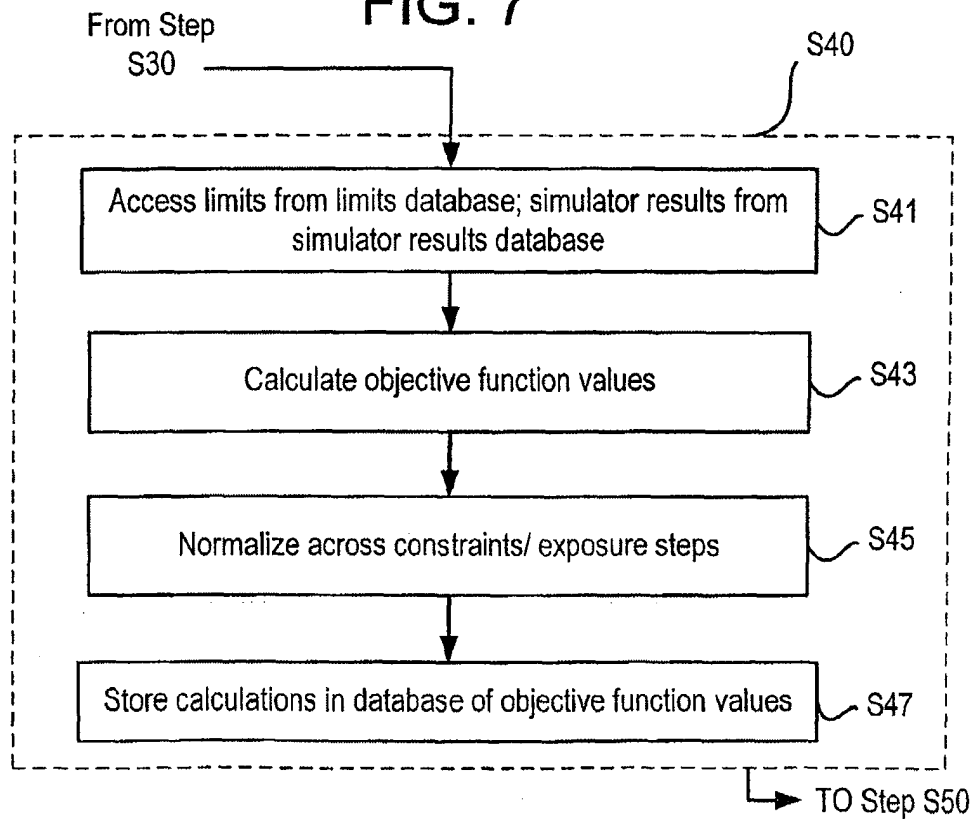 FIG. 7
From Step
S30
S40
Access limits from limits database; simulator results from
simulator results database
S41
Calculate objective function values
S43
Normalize across constraints/ exposure steps
S45
Store calculations in database of objective function values
S47
TO Step S50